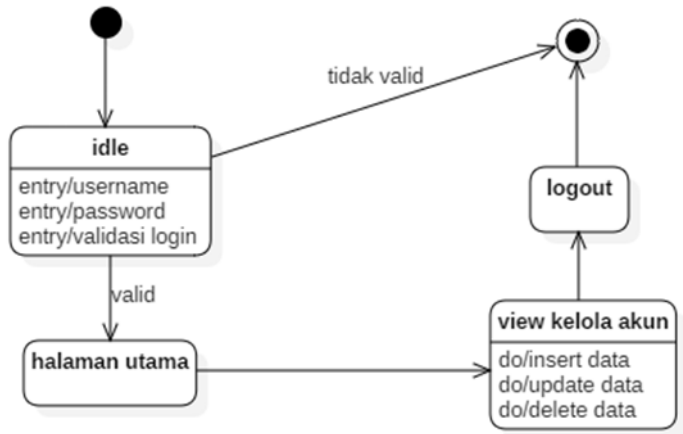 tidak valid
idle
entry/username
entry/password
entry/validasi login
valid
halaman utama
logout
view kelola akun
do/insert data
do/update data
do/delete data